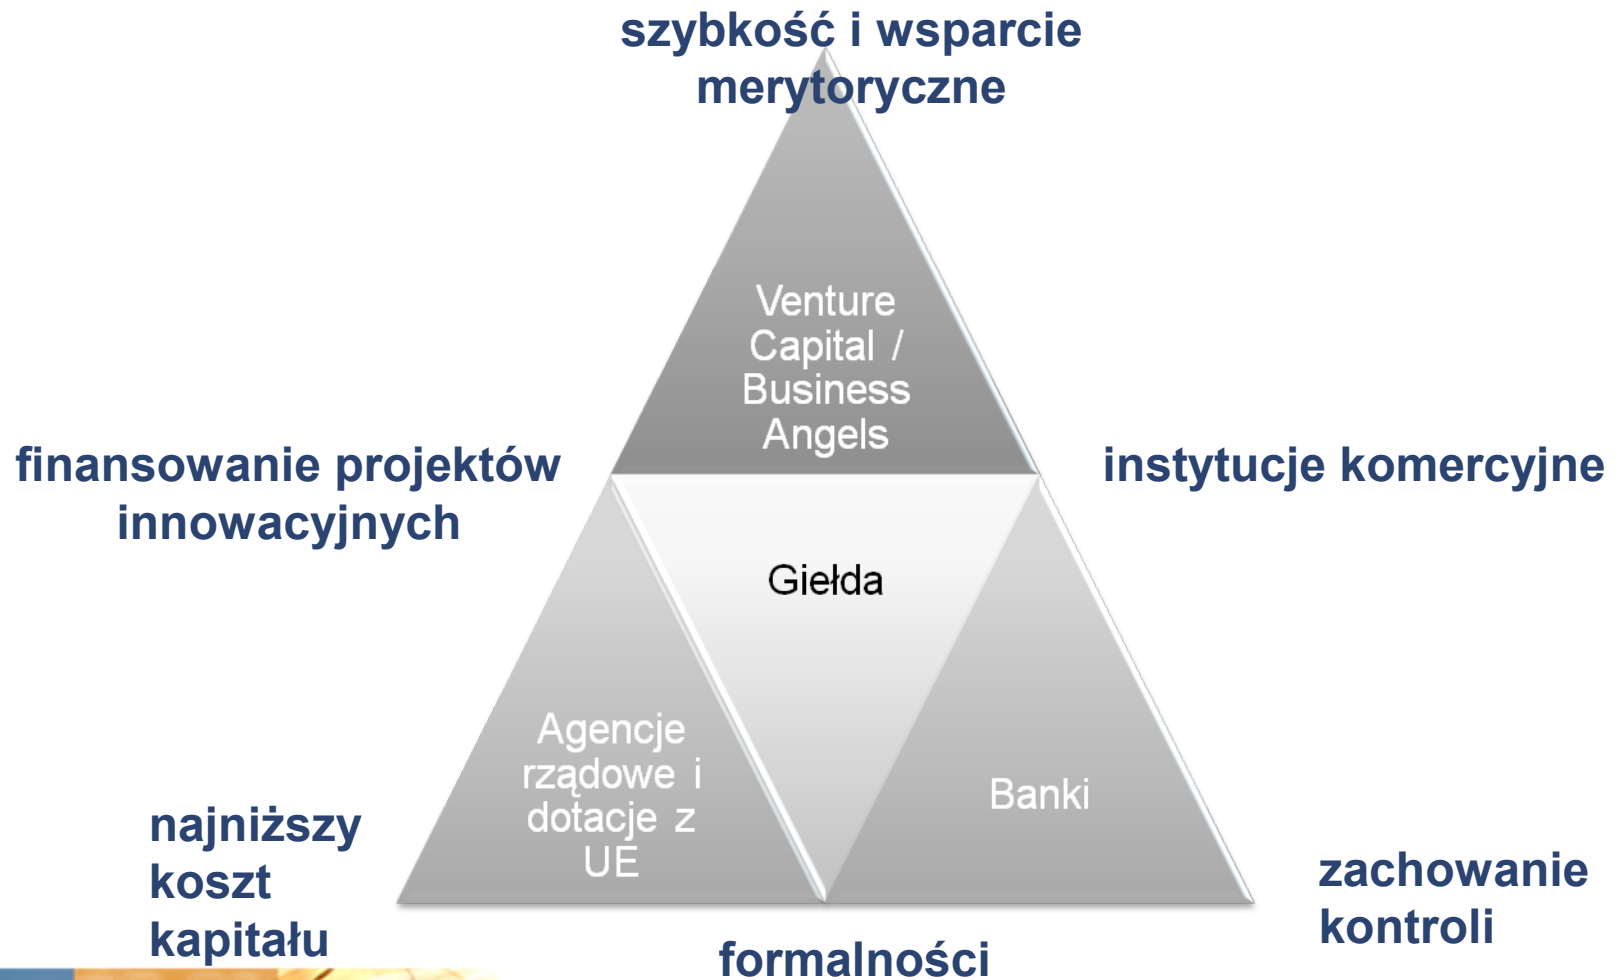 szybkość i wsparcie
merytoryczne
Venture
Capital /
Business
Angels
finansowanie projektów
innowacyjnych
instytucje komercyjne
Giełda
Agencje
rządowe i
dotacje z
UE
Banki
najniższy
koszt
kapitału
zachowanie
kontroli
formalności